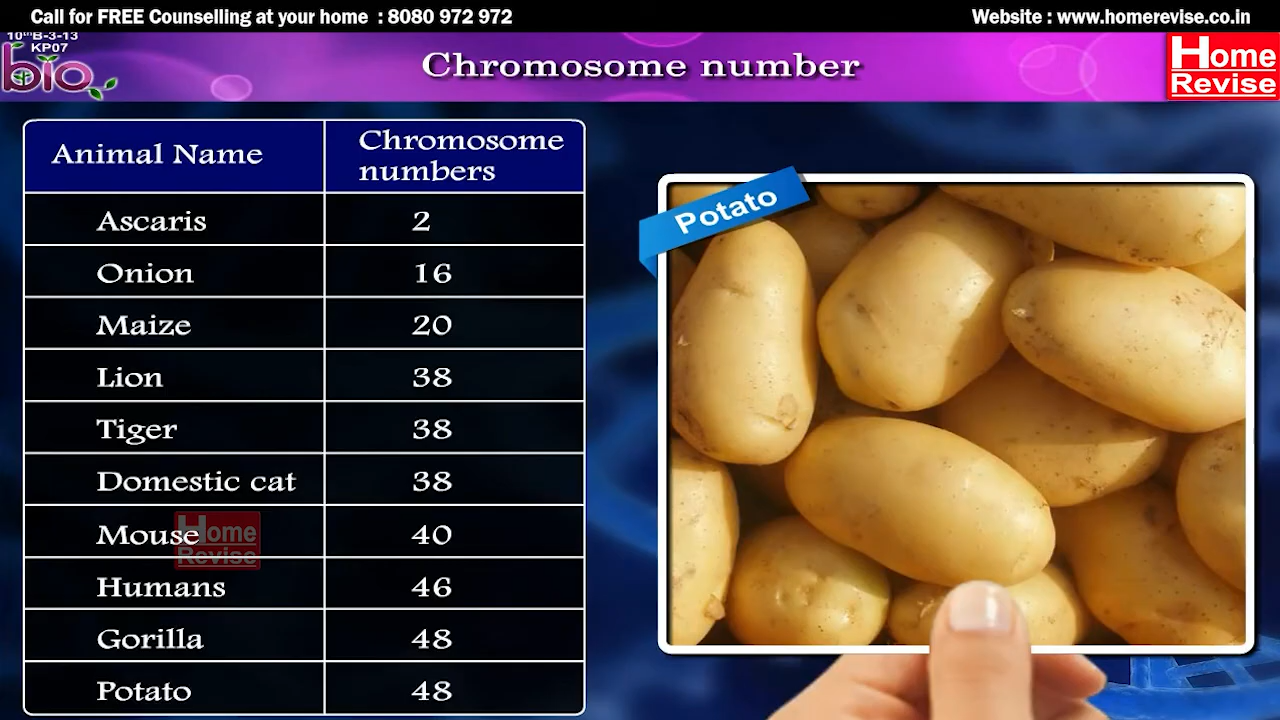 Call for FREE Counselling at your home : 8080 972 972
Website : www.homerevise.co.in
10thB-3-13
KP07
bio
Chromosome number
Home
Revise
Animal Name
Chromosome
numbers
Ascaris 2
Onion 16
Maize 20
Lion 38
Tiger 38
Domestic cat 38
Mouse 40
Home
Revise
Humans 46
Gorilla 48
Potato 48
Potato